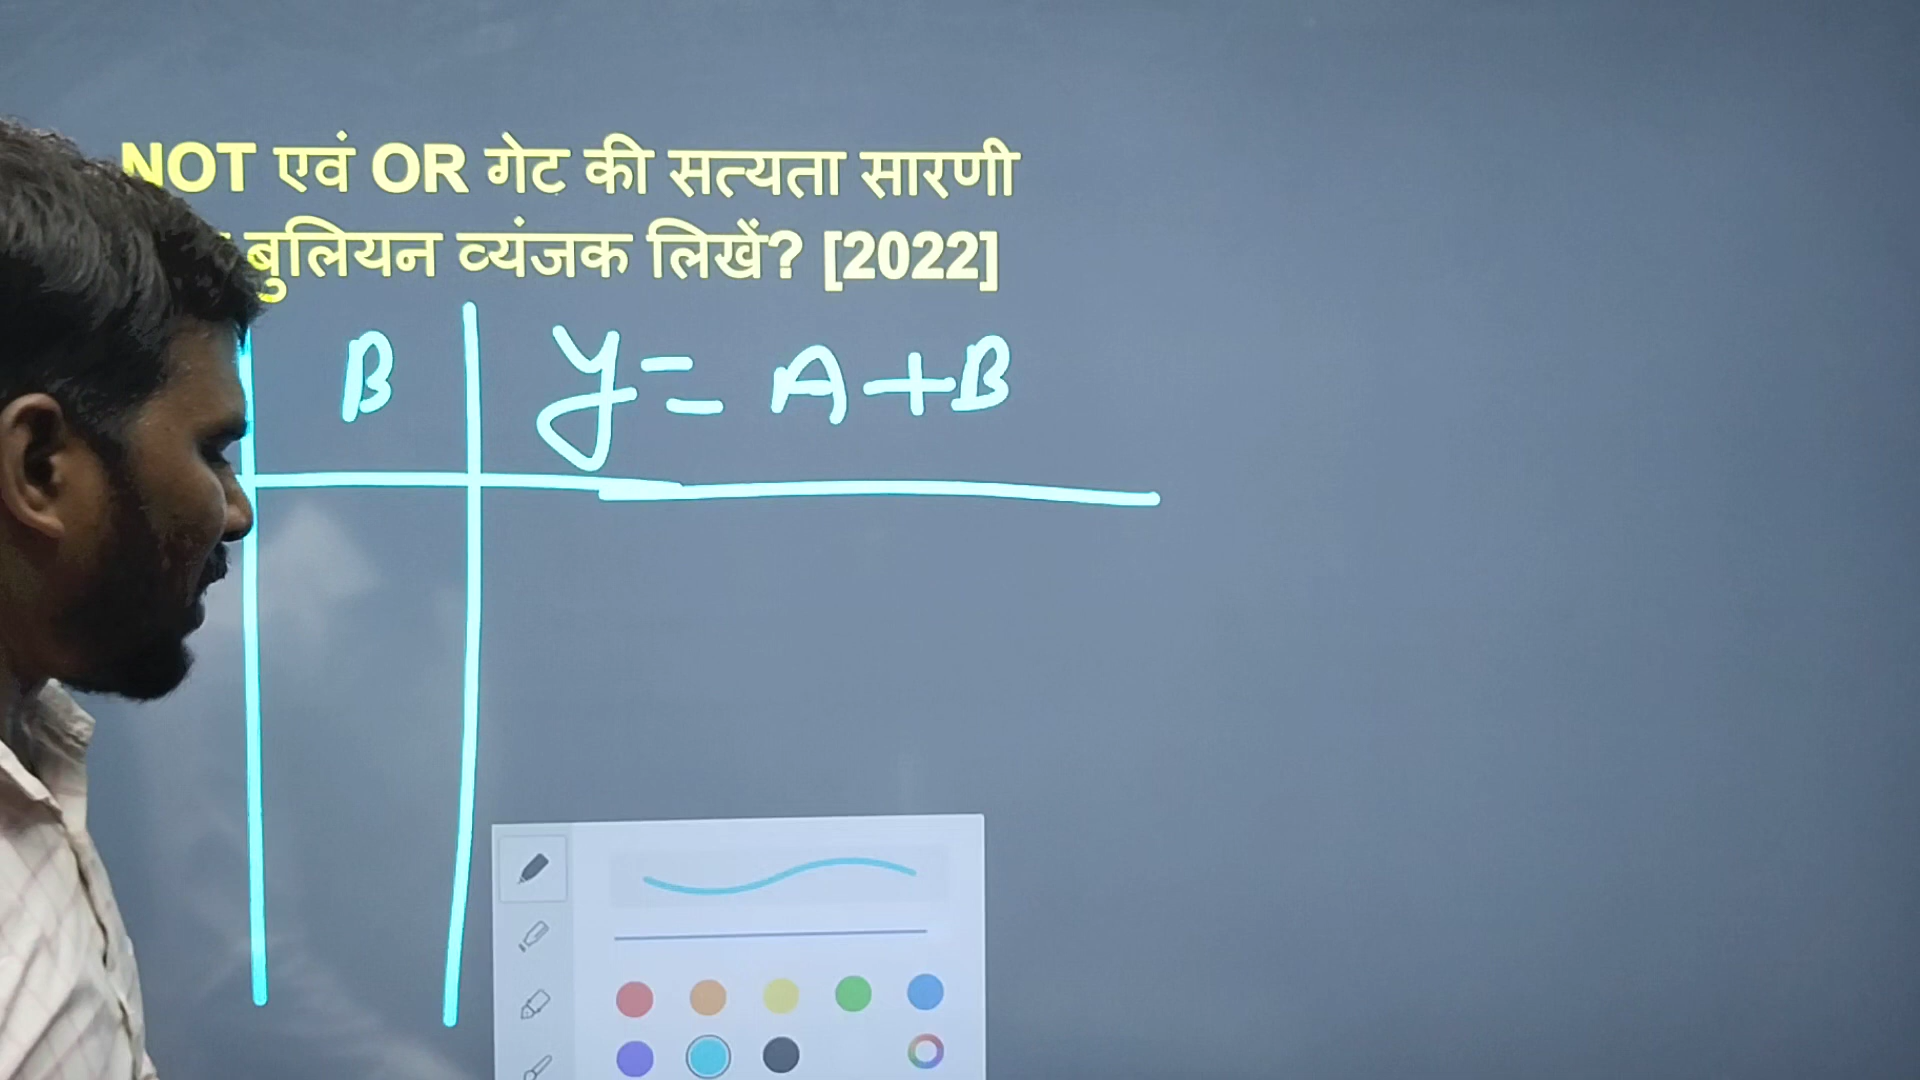 NOT एवं OR गेट की सत्यता सारणी
बुलियन व्यंजक लिखें? [2022]
B y = A + B